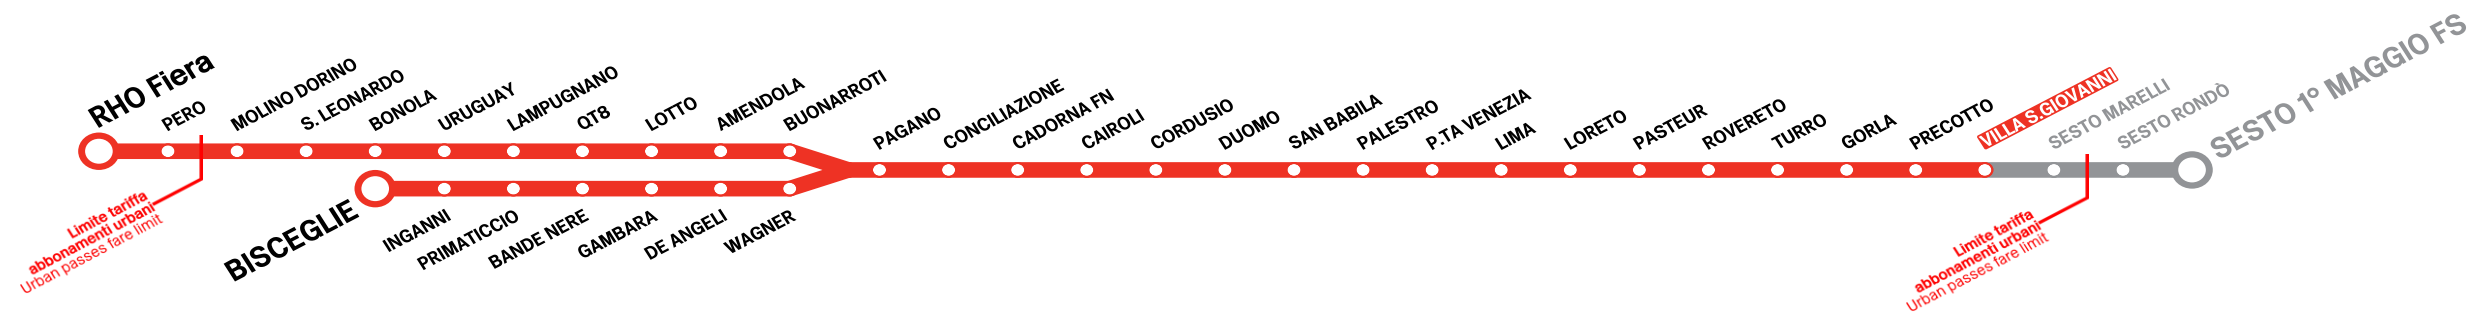 RHO Fiera
PERO
MOLINO DORINO
S. LEONARDO
BONOLA
URUGUAY
LAMPUGNANO
QT8
LOTTO
AMENDOLA
BUONARROTI
PAGANO
CONCILIAZIONE
CADORNA FN
CAIROLI
CORDUSIO
DUOMO
SAN BABILA
PALESTRO
P.TA VENEZIA
LIMA
LORETO
PASTEUR
ROVERETO
TURRO
GORLA
PRECOTTO
VILLA S.GIOVANNI
SESTO MARELLI
SESTO RONDÒ
SESTO 1° MAGGIO FS
Limite tariffa
abbonamenti urbani
Urban passes fare limit
BISCEGLIE
INGANNI
PRIMATICCIO
BANDE NERE
GAMBARA
DE ANGELI
WAGNER
Limite tariffa
abbonamenti urbani
Urban passes fare limit